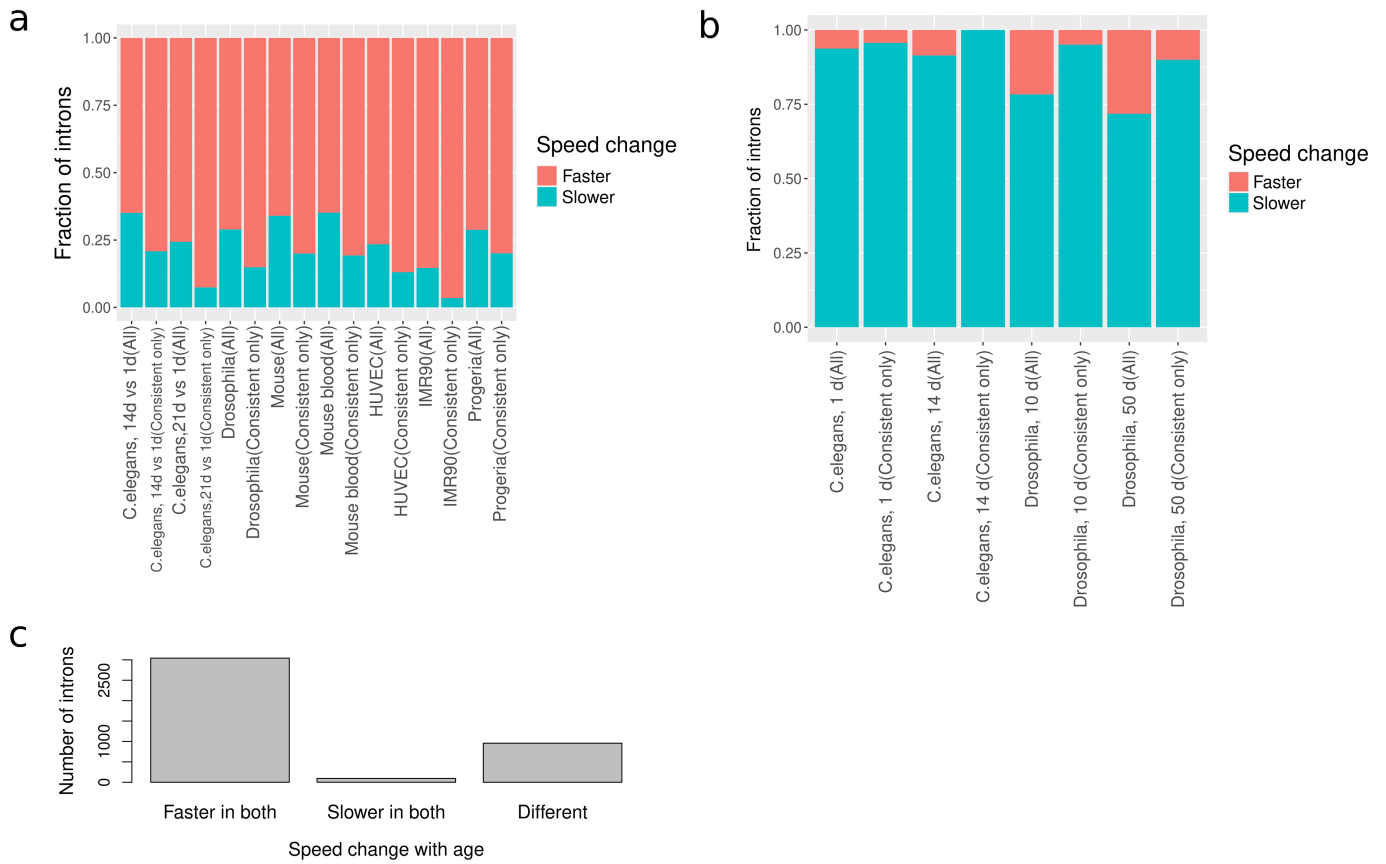 a
Fraction of introns
1.00
0.75
0.50
0.25
0.00
C.elegans, 14d vs 1d(All)
C.elegans, 14d vs 1d(Consistent only)
C.elegans,21d vs 1d(All)
C.elegans,21d vs 1d(Consistent only)
Drosophila(All)
Drosophila(Consistent only)
Mouse(All)
Mouse(Consistent only)
Mouse blood(All)
Mouse blood(Consistent only)
HUVEC(All)
HUVEC(Consistent only)
IMR90(All)
IMR90(Consistent only)
Progeria(All)
Progeria(Consistent only)
Speed change
Faster
Slower
b
Fraction of introns
1.00
0.75
0.50
0.25
0.00
C.elegans, 1 d(All)
C.elegans, 1 d(Consistent only)
C.elegans, 14 d(All)
C.elegans, 14 d(Consistent only)
Drosophila, 10 d(All)
Drosophila, 10 d(Consistent only)
Drosophila, 50 d(All)
Drosophila, 50 d(Consistent only)
Speed change
Faster
Slower
c
Number of introns
2500
1000
0
Faster in both
Slower in both
Different
Speed change with age